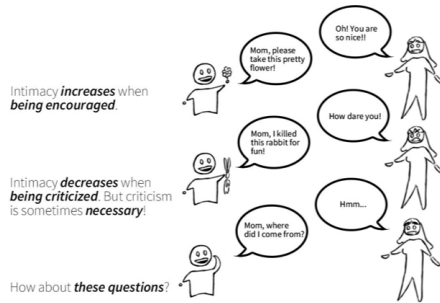 Oh! You are
so nice!!
Mom, please
take this pretty
flower!
Intimacy increases when
being encouraged.
How dare you!
Mom, I killed
this rabbit for
fun!
Intimacy decreases when
being criticized. But criticism
is sometimes necessary!
Hmm...
Mom, where
did I come from?
How about these questions?